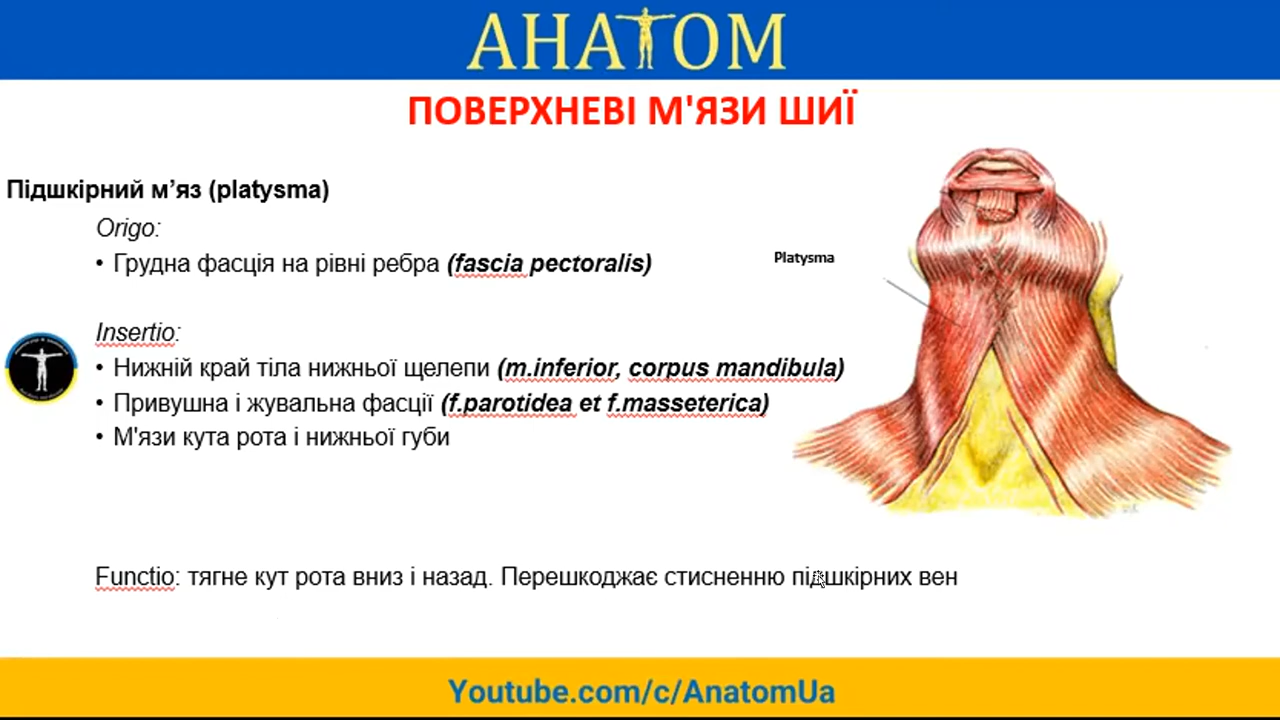 АНАТОМ
ПОВЕРХНЕВІ М'ЯЗИ ШИЇ
Підшкірний м’яз (platysma)
Origo:
• Грудна фасція на рівні ребра (fascia pectoralis)
Platysma
Insertio:
• Нижній край тіла нижньої щелепи (m.inferior, corpus mandibula)
• Привушна і жувальна фасції (f.parotidea et f.masseterica)
• М'язи кута рота і нижньої губи
Functio: тягне кут рота вниз і назад. Перешкоджає стисненню підшкірних вен
Youtube.com/c/AnatomUa